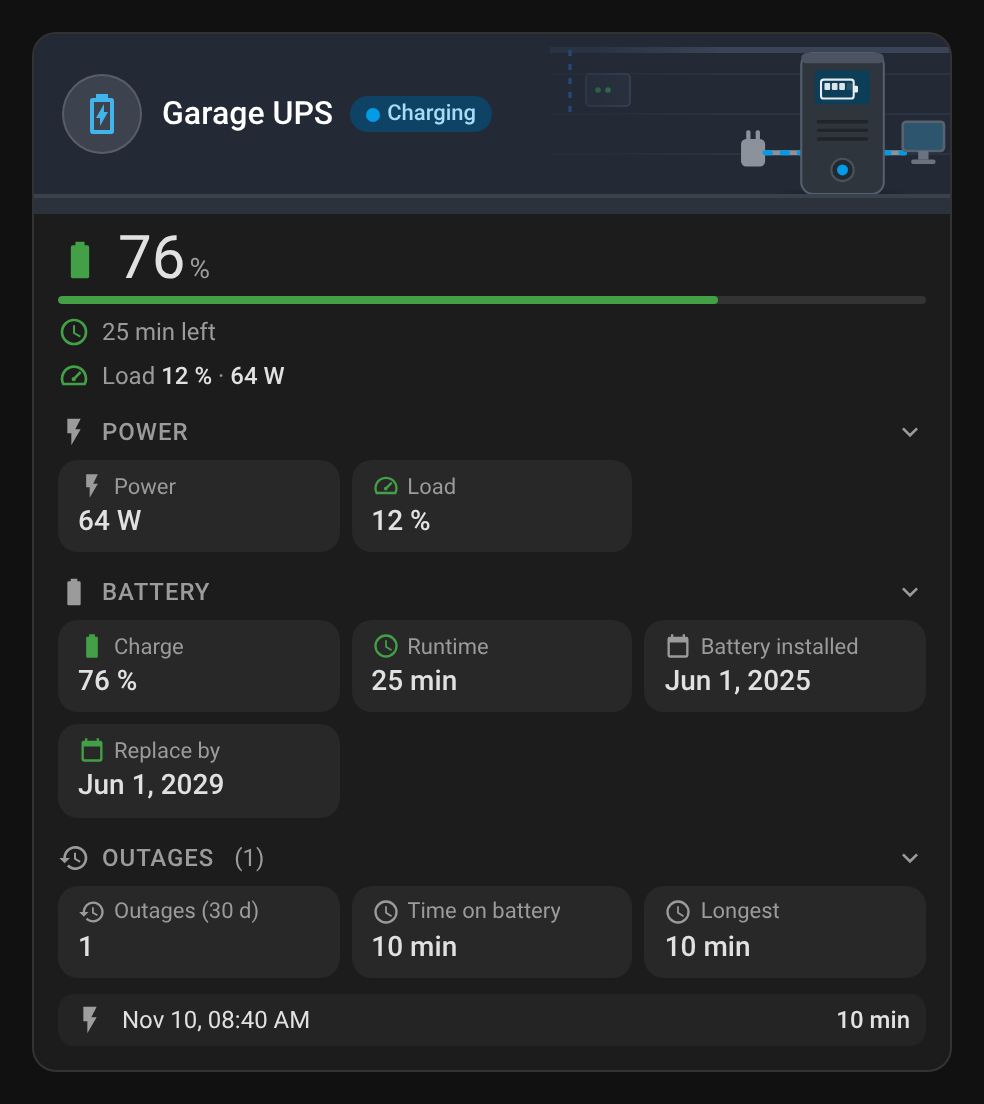 Garage UPS
Charging
76 %
25 min left
Load 12 % · 64 W
POWER
Power
64 W
Load
12 %
BATTERY
Charge
76 %
Runtime
25 min
Battery installed
Jun 1, 2025
Replace by
Jun 1, 2029
OUTAGES (1)
Outages (30 d)
1
Time on battery
10 min
Longest
10 min
Nov 10, 08:40 AM 10 min